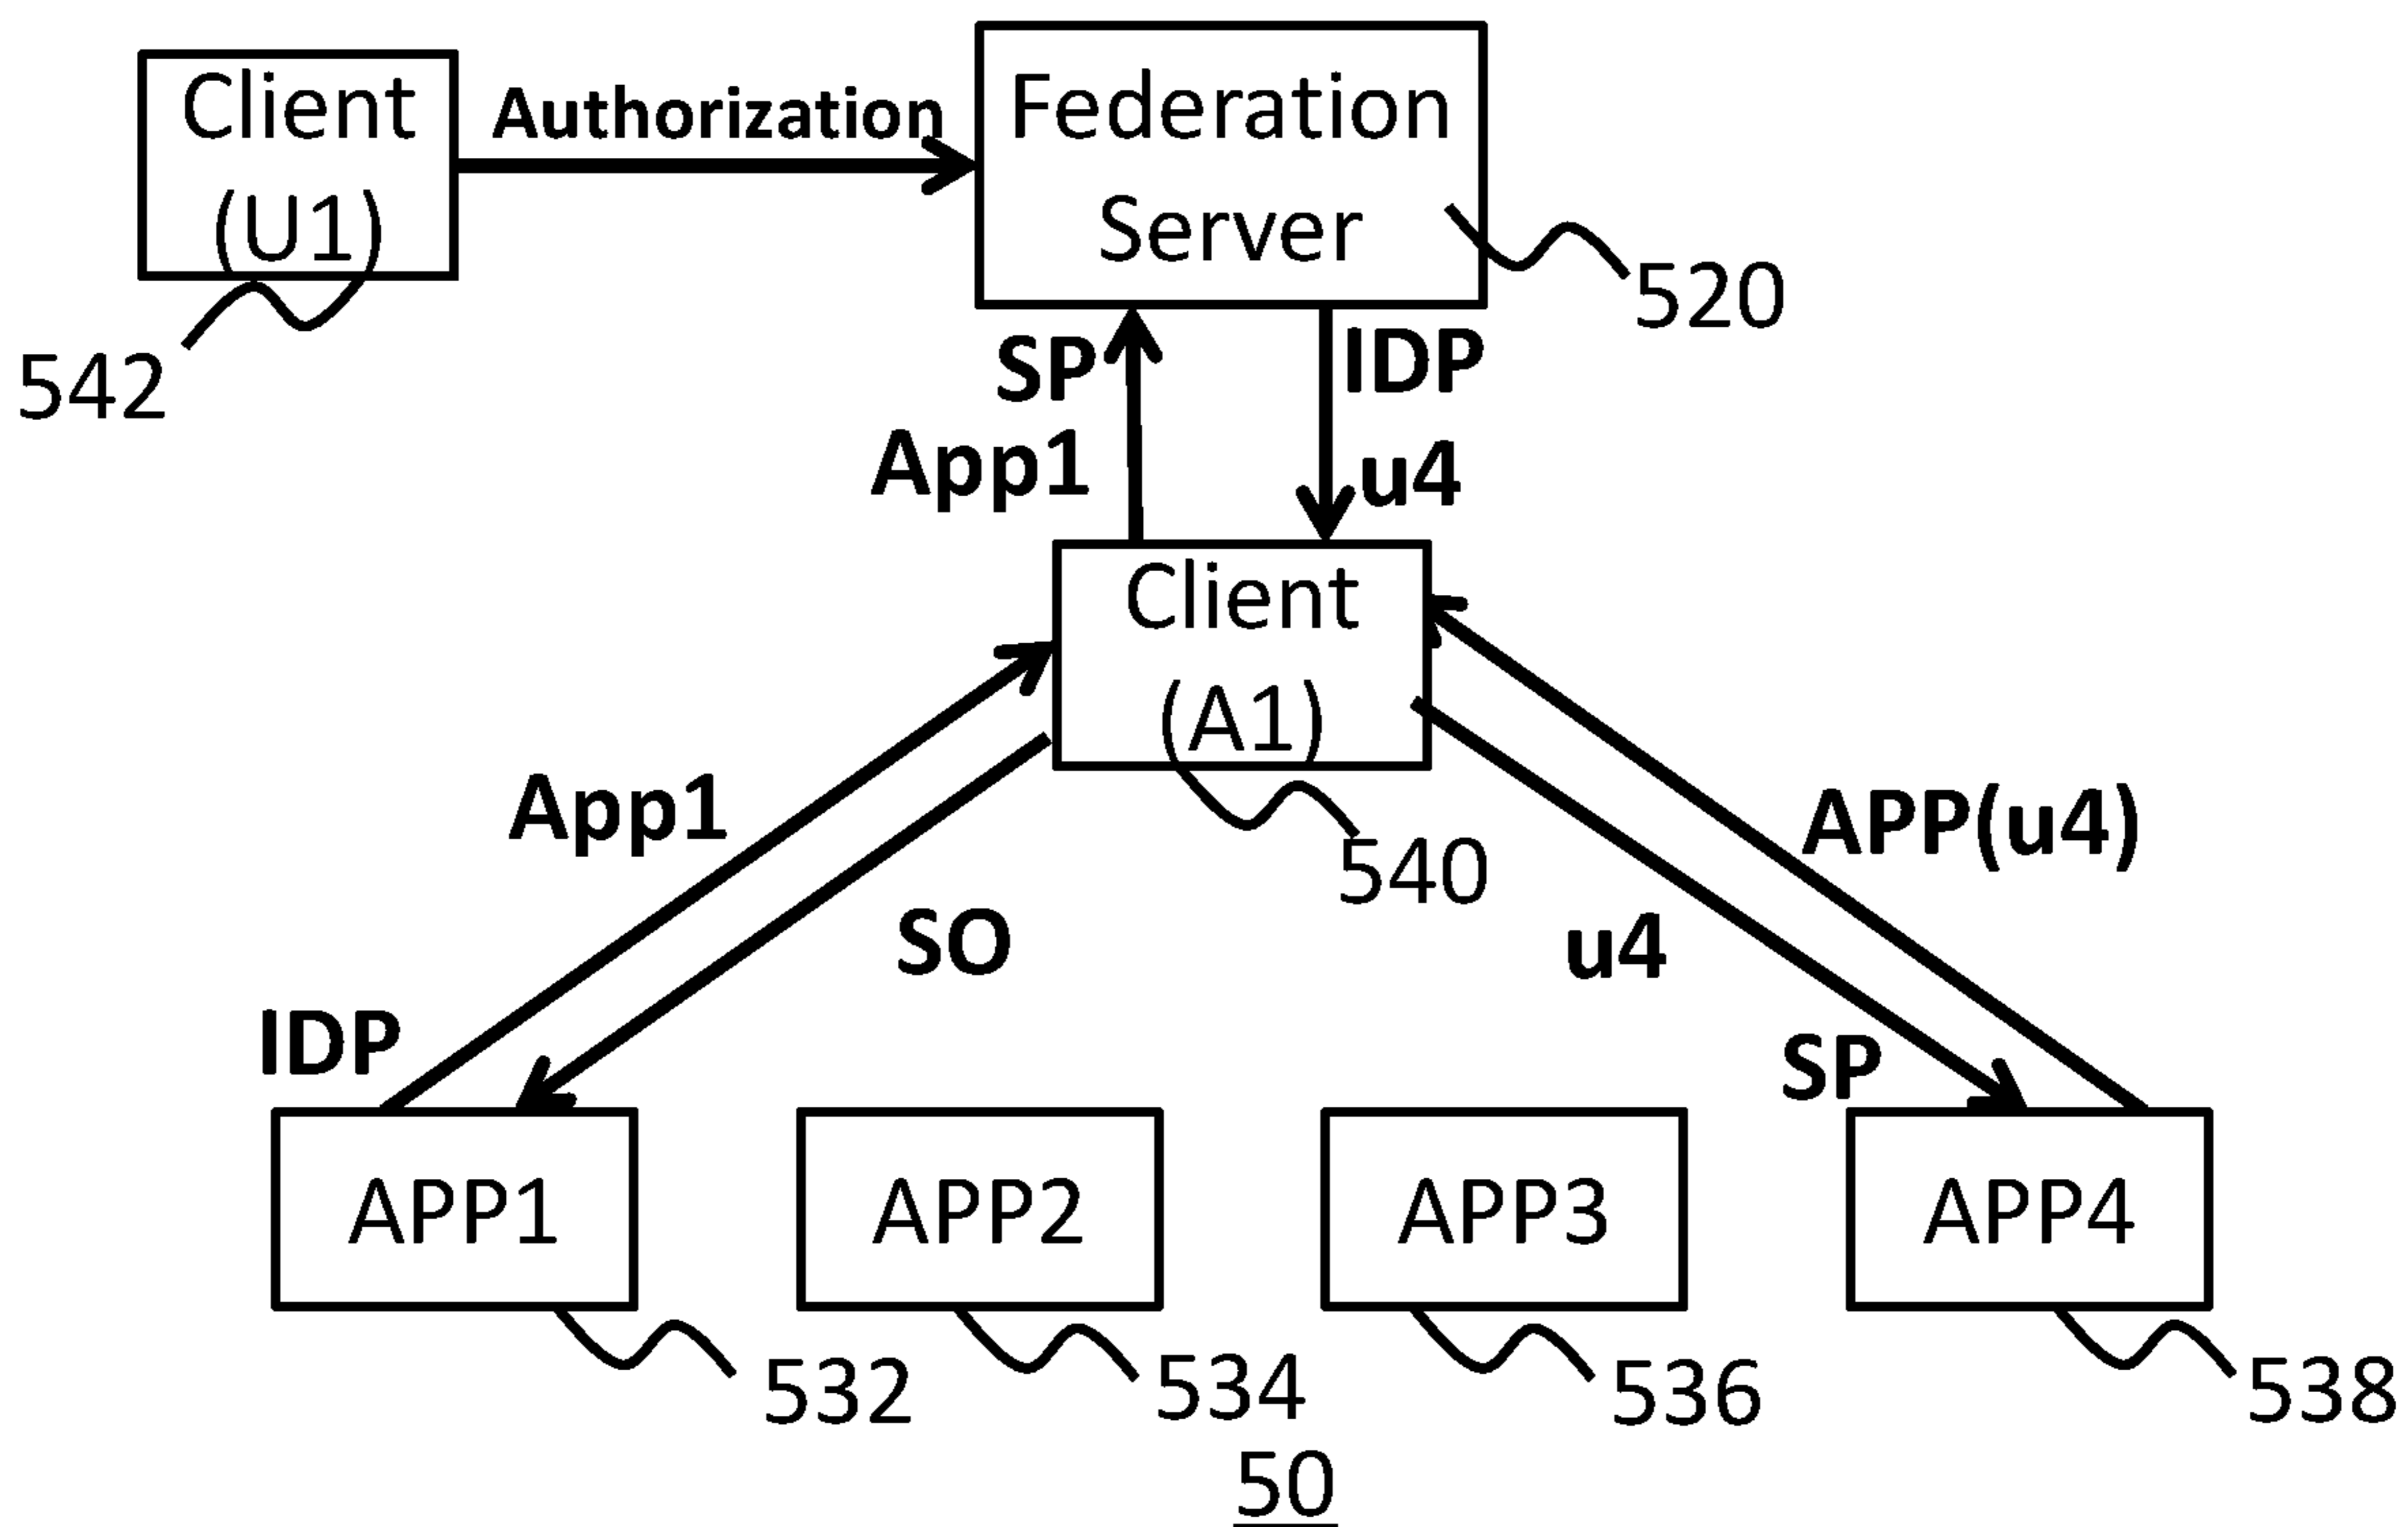 Client
(U1)
Authorization
Federation
Server
520
542
SP
App1
IDP
u4
Client
(A1)
540
App1
SO
IDP
APP(u4)
u4
SP
APP1
APP2
APP3
APP4
532
534
536
538
50